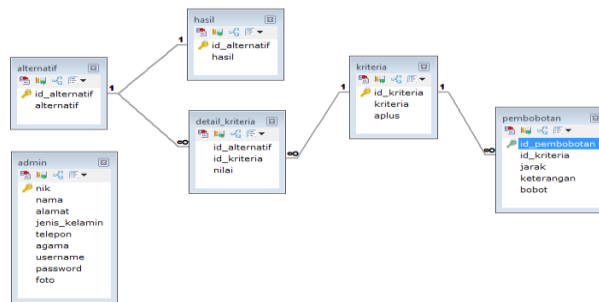 hasil
id_alternatif
hasil
alternatif
id_alternatif
alternatif
1
1
∞
detail_kriteria
id_alternatif
id_kriteria
nilai
∞
1
kriteria
id_kriteria
kriteria
aplus
1
∞
pembobotan
id_pembobotan
id_kriteria
jarak
keterangan
bobot
admin
nik
nama
alamat
jenis_kelamin
telepon
agama
username
password
foto